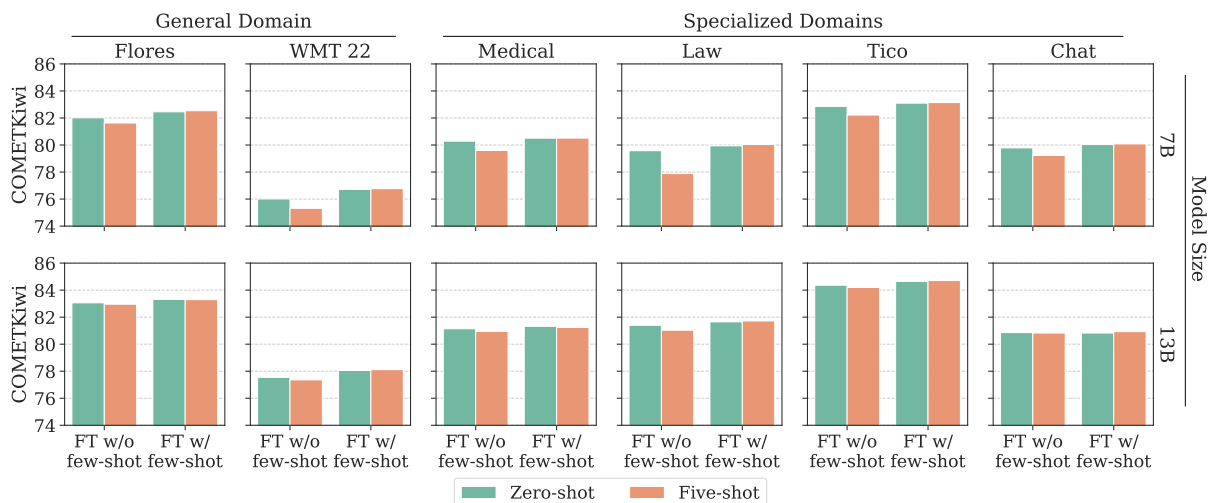 General Domain
Specialized Domains
Flores
WMT 22
Medical
Law
Tico
Chat
COMETKiwi
86
84
82
80
78
76
74
7B
COMETKiwi
86
84
82
80
78
76
74
13B
Model Size
FT w/o few-shot
FT w/ few-shot
FT w/o few-shot
FT w/ few-shot
FT w/o few-shot
FT w/ few-shot
FT w/o few-shot
FT w/ few-shot
FT w/o few-shot
FT w/ few-shot
FT w/o few-shot
FT w/ few-shot
Zero-shot
Five-shot